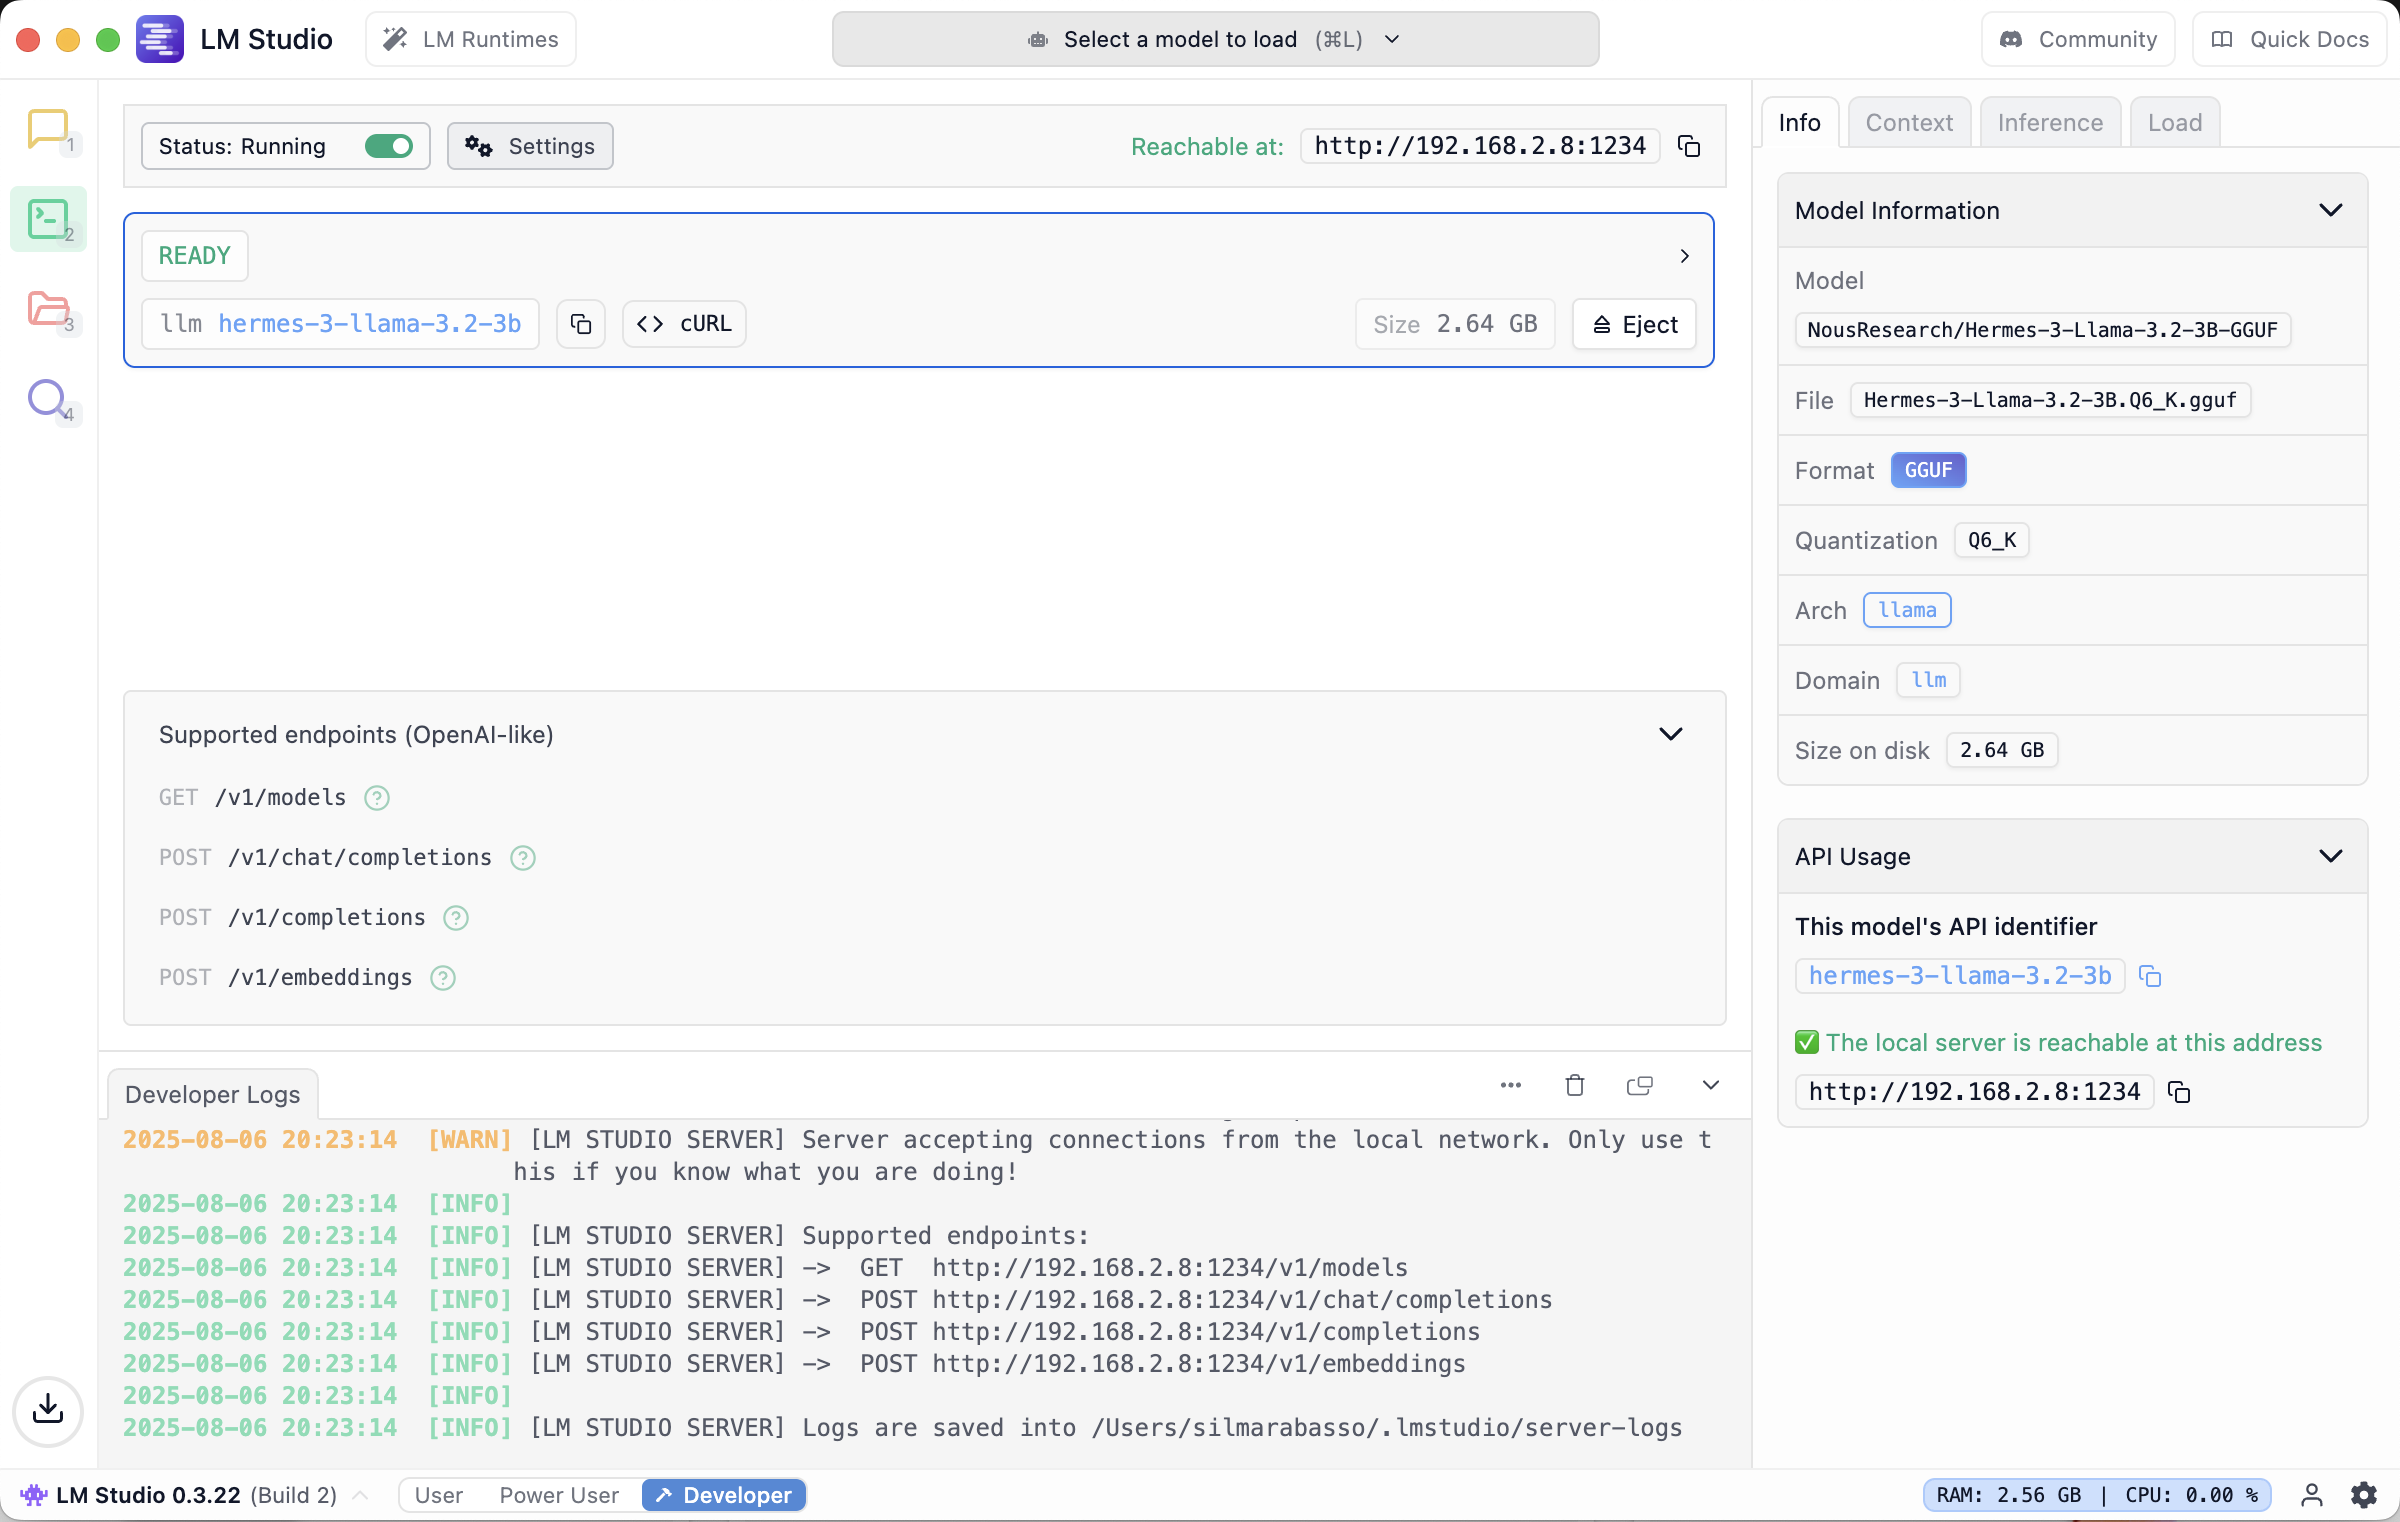 LM Studio
LM Runtimes
Select a model to load (⌘L)
Community
Quick Docs
1
2
3
4
Status: Running
Settings
Reachable at: http://192.168.2.8:1234
READY
llm hermes-3-llama-3.2-3b
cURL
Size 2.64 GB
Eject
Supported endpoints (OpenAI-like)
GET /v1/models ?
POST /v1/chat/completions ?
POST /v1/completions ?
POST /v1/embeddings ?
Developer Logs
2025-08-06 20:23:14 [WARN] [LM STUDIO SERVER] Server accepting connections from the local network. Only use t
his if you know what you are doing!
2025-08-06 20:23:14 [INFO]
2025-08-06 20:23:14 [INFO] [LM STUDIO SERVER] Supported endpoints:
2025-08-06 20:23:14 [INFO] [LM STUDIO SERVER] -> GET http://192.168.2.8:1234/v1/models
2025-08-06 20:23:14 [INFO] [LM STUDIO SERVER] -> POST http://192.168.2.8:1234/v1/chat/completions
2025-08-06 20:23:14 [INFO] [LM STUDIO SERVER] -> POST http://192.168.2.8:1234/v1/completions
2025-08-06 20:23:14 [INFO] [LM STUDIO SERVER] -> POST http://192.168.2.8:1234/v1/embeddings
2025-08-06 20:23:14 [INFO]
2025-08-06 20:23:14 [INFO] [LM STUDIO SERVER] Logs are saved into /Users/silmarabasso/.lmstudio/server-logs
Info
Context
Inference
Load
Model Information
Model
NousResearch/Hermes-3-Llama-3.2-3B-GGUF
File Hermes-3-Llama-3.2-3B.Q6_K.gguf
Format GGUF
Quantization Q6_K
Arch llama
Domain llm
Size on disk 2.64 GB
API Usage
This model's API identifier
hermes-3-llama-3.2-3b
✅ The local server is reachable at this address
http://192.168.2.8:1234
LM Studio 0.3.22 (Build 2)
User
Power User
Developer
RAM: 2.56 GB | CPU: 0.00 %